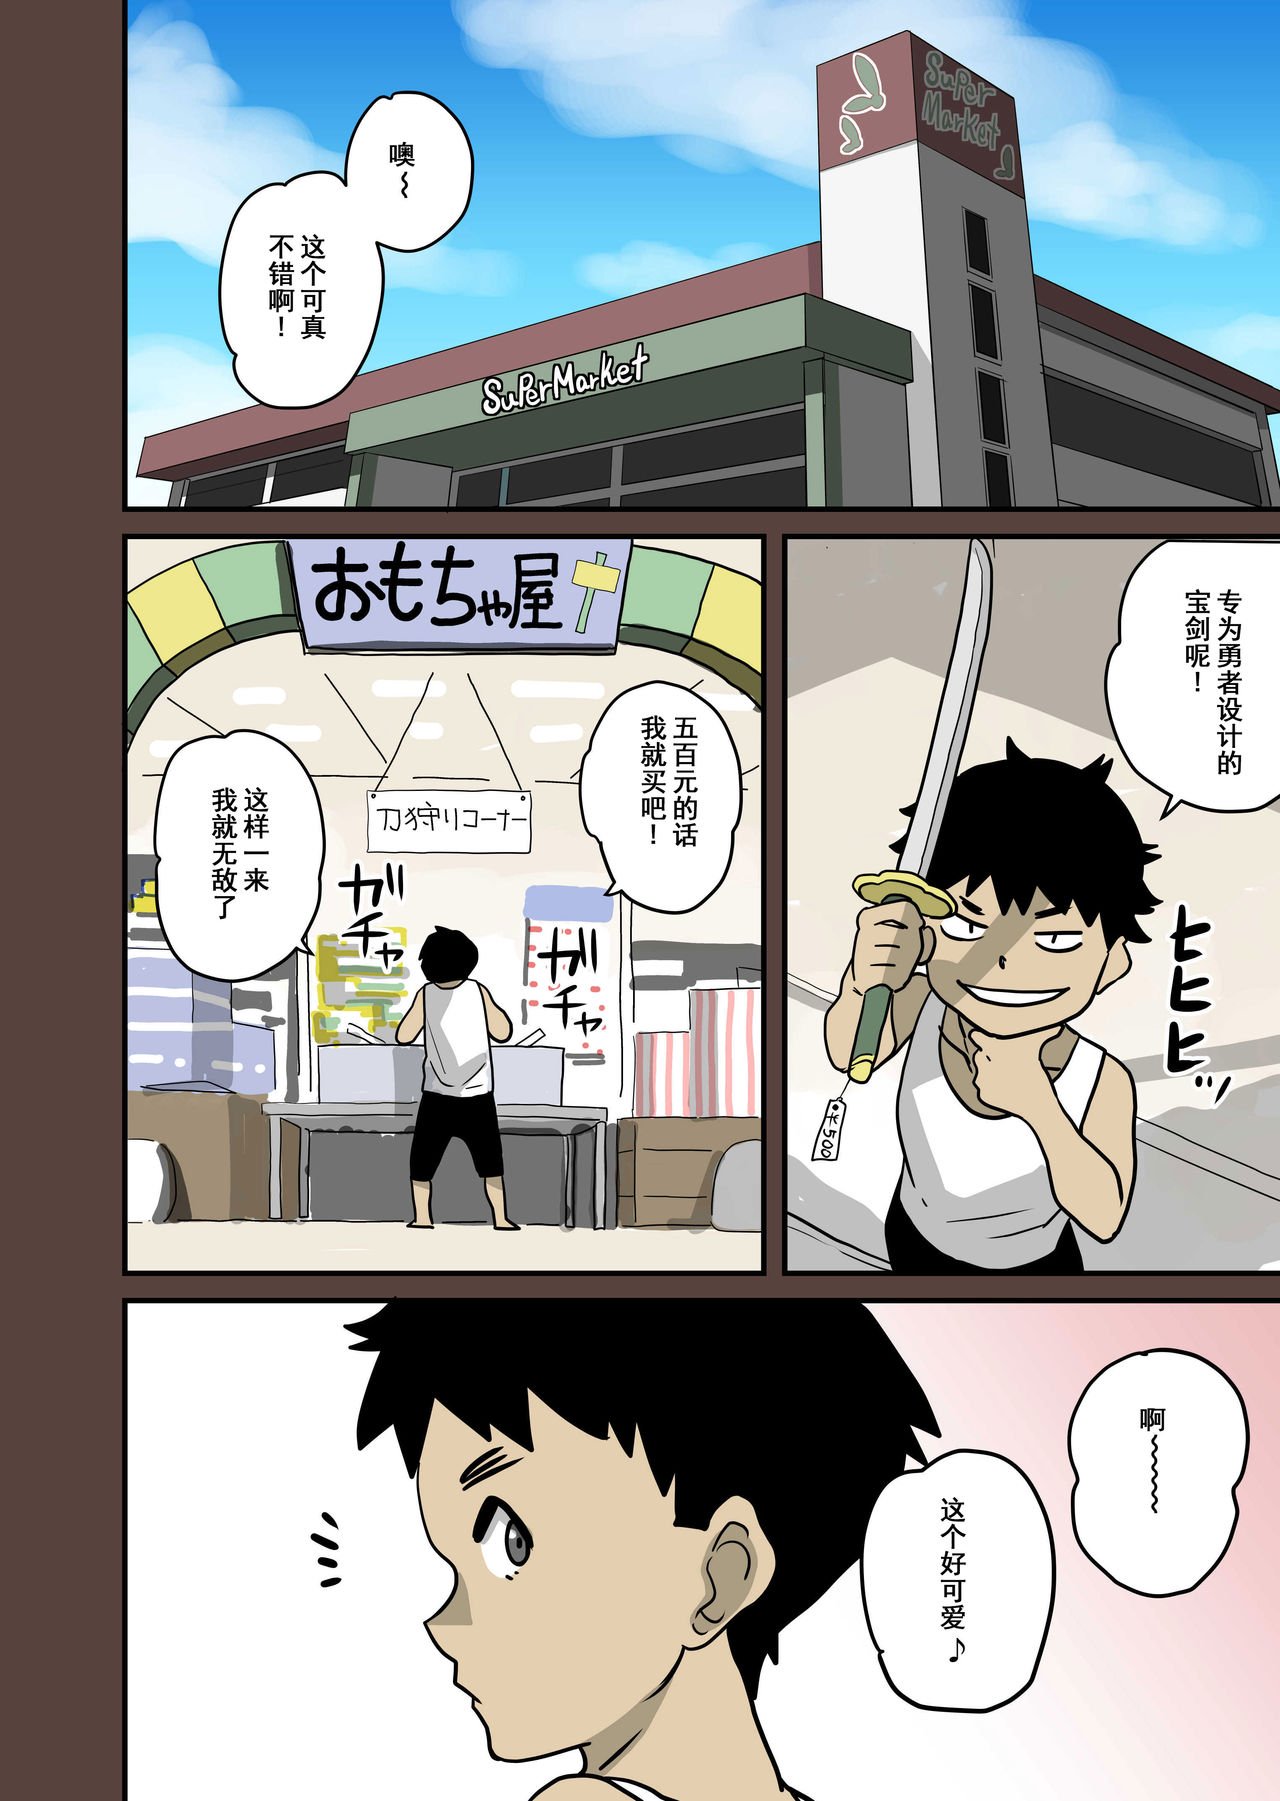 噢～
这个可真
不错啊！
SuPer
Market
SuPerMarket
专为勇者设计的
宝剑呢！
ヒヒヒ
¥500
おもちゃ屋
五百元的话
我就买吧！
刀狩りコーナー
ガチャ
ガチャ
这样一来
我就无敌了
啊～～～～
这个好可爱♪